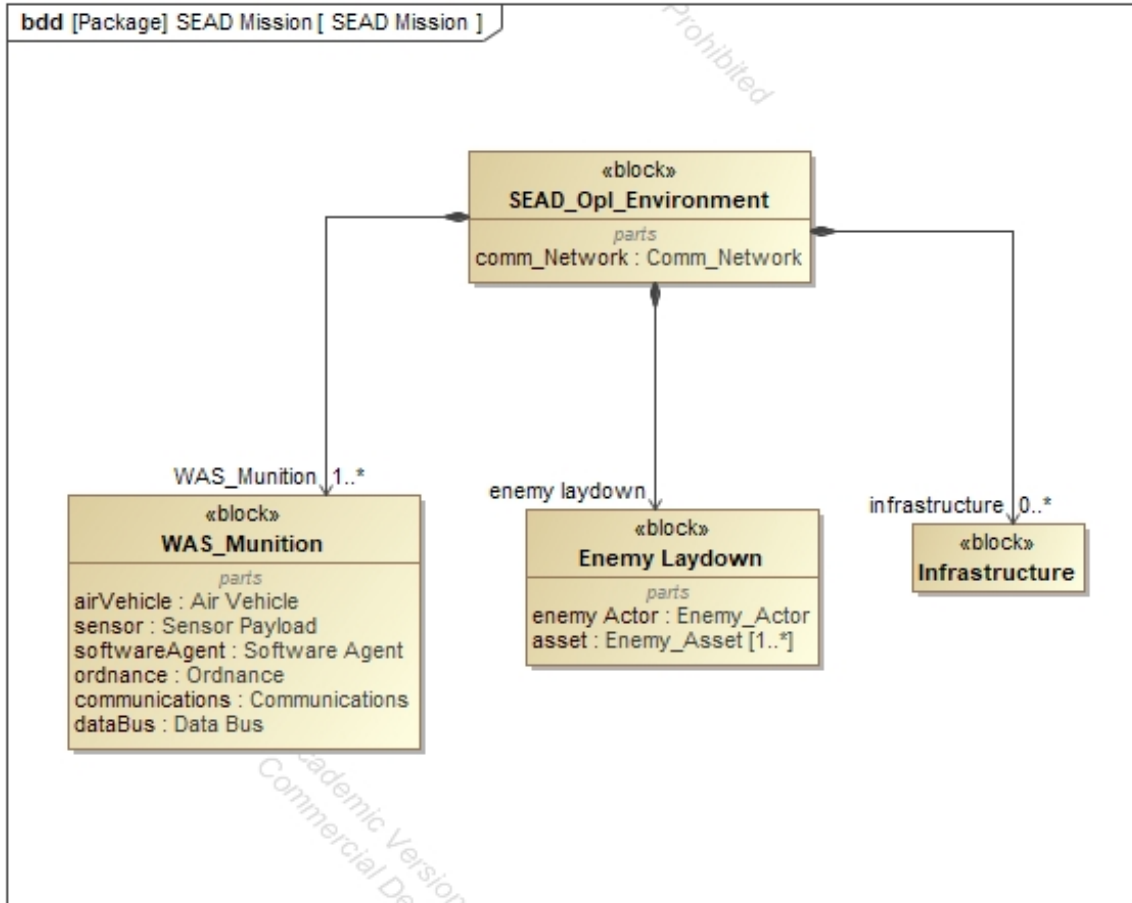 bdd [Package] SEAD Mission [ SEAD Mission ]
Prohibited
«block»
SEAD_Opl_Environment
parts
comm_Network : Comm_Network
WAS_Munition 1..*
«block»
WAS_Munition
parts
airVehicle : Air Vehicle
sensor : Sensor Payload
softwareAgent : Software Agent
ordnance : Ordnance
communications : Communications
dataBus : Data Bus
enemy laydown
«block»
Enemy Laydown
parts
enemy Actor : Enemy_Actor
asset : Enemy_Asset [1..*]
infrastructure 0..*
«block»
Infrastructure
cademic Version
Commercial De